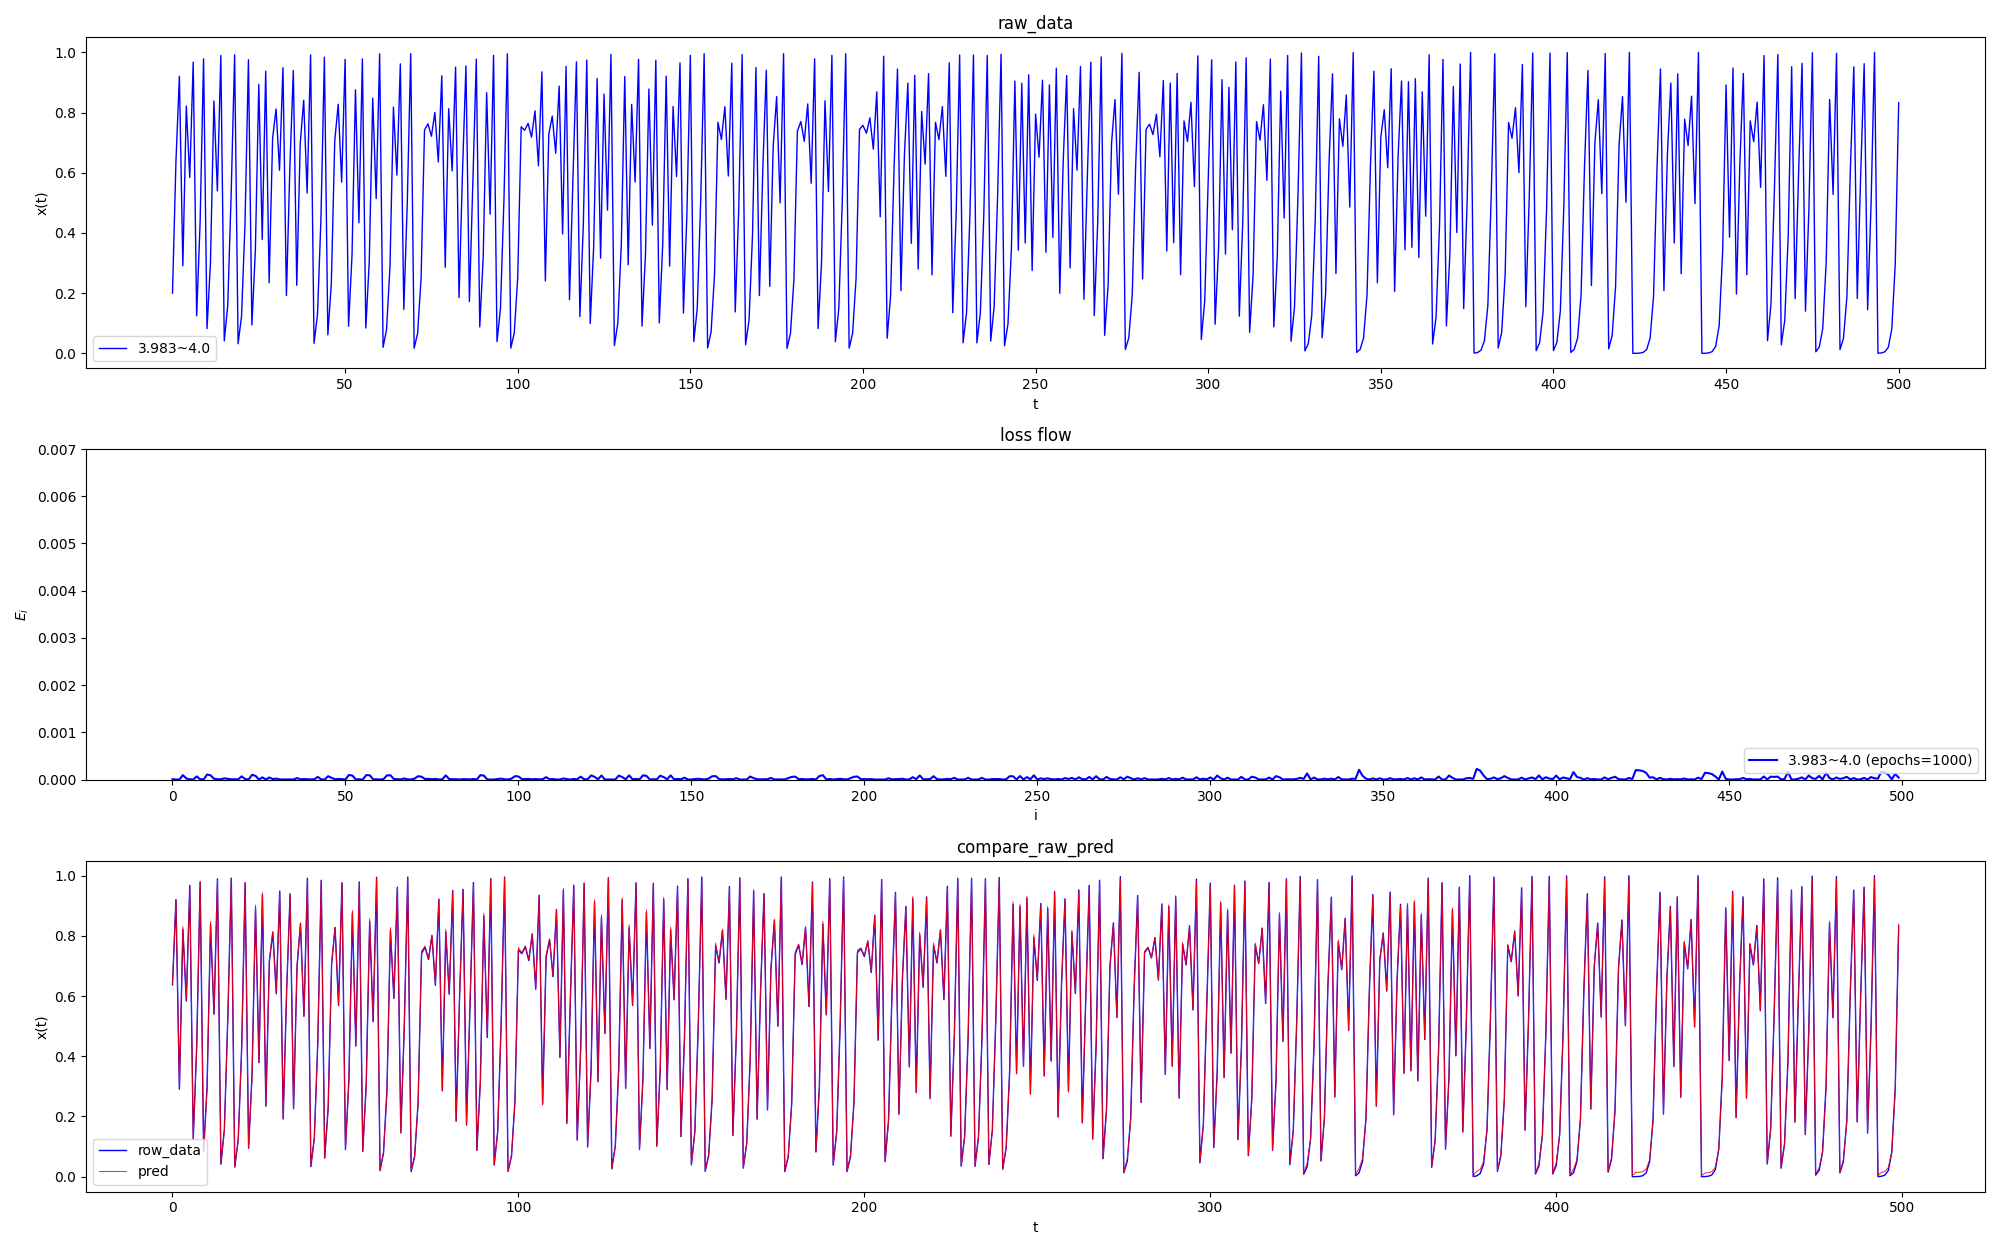 raw_data
1.0
0.8
0.6
0.4
0.2
0.0
x(t)
3.983~4.0
50 100 150 200 250 300 350 400 450 500
t
loss flow
0.007
0.006
0.005
0.004
0.003
0.002
0.001
0.000
E_i
3.983~4.0 (epochs=1000)
0 50 100 150 200 250 300 350 400 450 500
i
compare_raw_pred
1.0
0.8
0.6
0.4
0.2
0.0
x(t)
row_data
pred
0 100 200 300 400 500
t